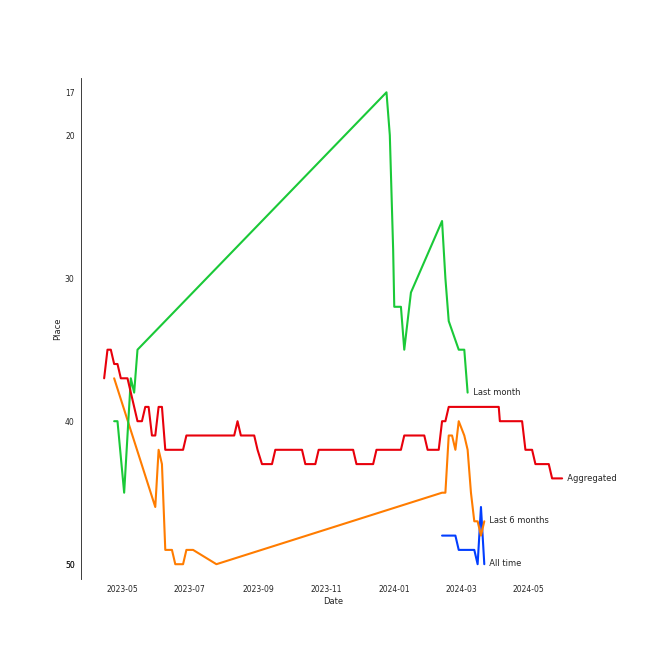 17
20
30
Place
Last month
40
Aggregated
Last 6 months
50
All time
2023-05 2023-07 2023-09 2023-11 2024-01 2024-03 2024-05
Date